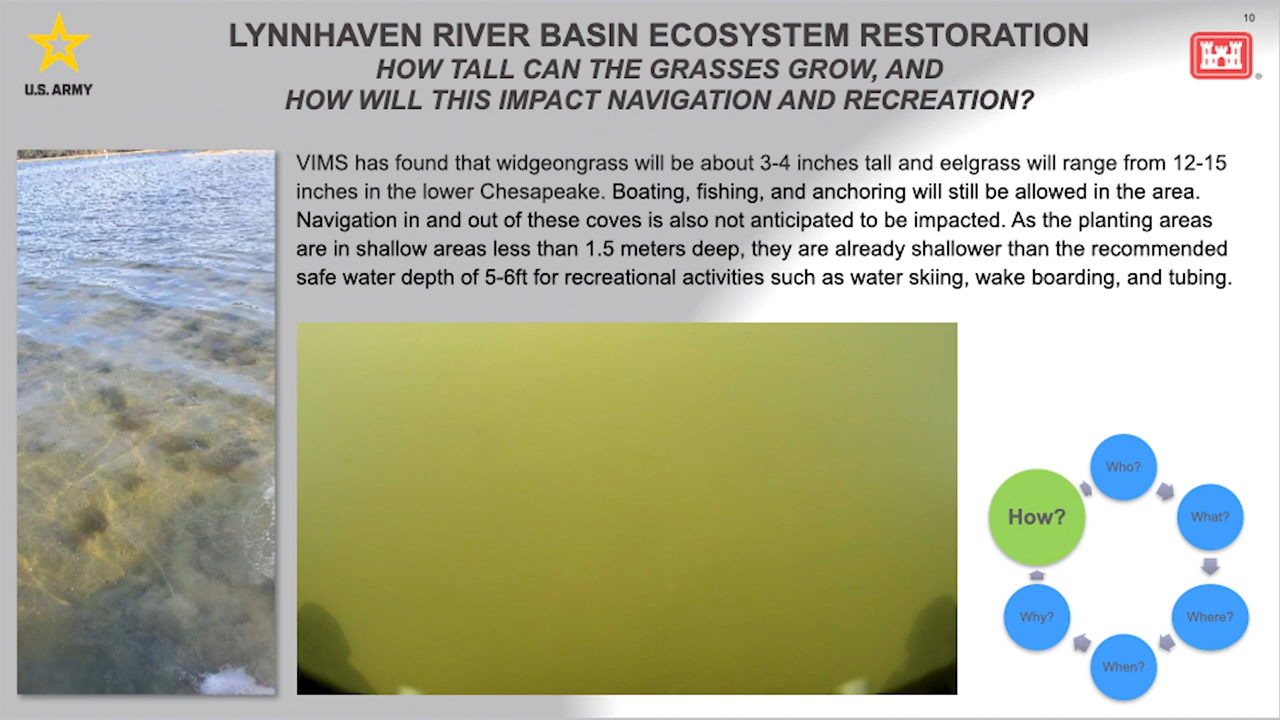 10
LYNNHAVEN RIVER BASIN ECOSYSTEM RESTORATION
HOW TALL CAN THE GRASSES GROW, AND
HOW WILL THIS IMPACT NAVIGATION AND RECREATION?
U.S. ARMY
®
VIMS has found that widgeongrass will be about 3-4 inches tall and eelgrass will range from 12-15
inches in the lower Chesapeake. Boating, fishing, and anchoring will still be allowed in the area.
Navigation in and out of these coves is also not anticipated to be impacted. As the planting areas
are in shallow areas less than 1.5 meters deep, they are already shallower than the recommended
safe water depth of 5-6ft for recreational activities such as water skiing, wake boarding, and tubing.
Who?
What?
Where?
When?
Why?
How?